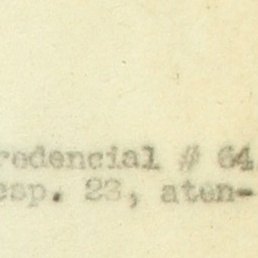 redencial # 64
esp. 23, aten-